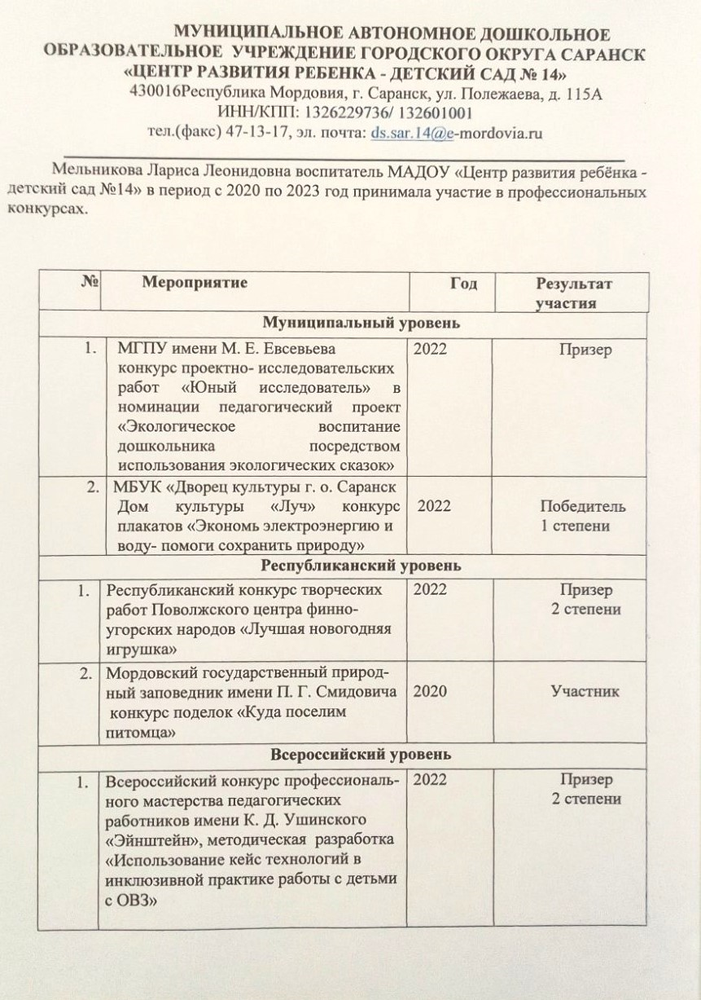 МУНИЦИПАЛЬНОЕ АВТОНОМНОЕ ДОШКОЛЬНОЕ
ОБРАЗОВАТЕЛЬНОЕ УЧРЕЖДЕНИЕ ГОРОДСКОГО ОКРУГА САРАНСК
«ЦЕНТР РАЗВИТИЯ РЕБЕНКА - ДЕТСКИЙ САД № 14»
430016Республика Мордовия, г. Саранск, ул. Полежаева, д. 115А
ИНН/КПП: 1326229736/ 132601001
тел.(факс) 47-13-17, эл. почта: ds.sar.14@e-mordovia.ru
Мельникова Лариса Леонидовна воспитатель МАДОУ «Центр развития ребёнка -
детский сад №14» в период с 2020 по 2023 год принимала участие в профессиональных
конкурсах.
№ Мероприятие Год Результат
участия
Муниципальный уровень
1. МГПУ имени М. Е. Евсевьева 2022 Призер
конкурс проектно- исследовательских
работ «Юный исследователь» в
номинации педагогический проект
«Экологическое воспитание
дошкольника посредством
использования экологических сказок»
2. МБУК «Дворец культуры г. о. Саранск
Дом культуры «Луч» конкурс 2022 Победитель
плакатов «Экономь электроэнергию и 1 степени
воду- помоги сохранить природу»
Республиканский уровень
1. Республиканский конкурс творческих 2022 Призер
работ Поволжского центра финно- 2 степени
угорских народов «Лучшая новогодняя
игрушка»
2. Мордовский государственный природ-
ный заповедник имени П. Г. Смидовича 2020 Участник
конкурс поделок «Куда поселим
питомца»
Всероссийский уровень
1. Всероссийский конкурс профессиональ- 2022 Призер
ного мастерства педагогических 2 степени
работников имени К. Д. Ушинского
«Эйнштейн», методическая разработка
«Использование кейс технологий в
инклюзивной практике работы с детьми
с ОВЗ»